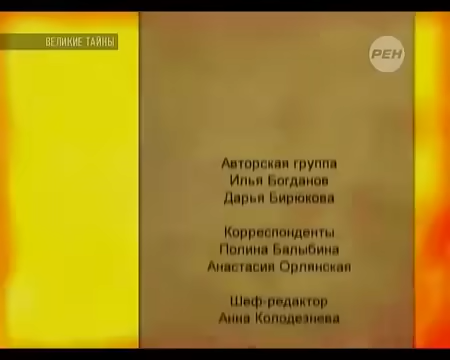 ВЕЛИКИЕ ТАЙНЫ
РЕН
Авторская группа
Илья Богданов
Дарья Бирюкова
Корреспонденты
Полина Балыбина
Анастасия Орлянская
Шеф-редактор
Анна Колодезнева